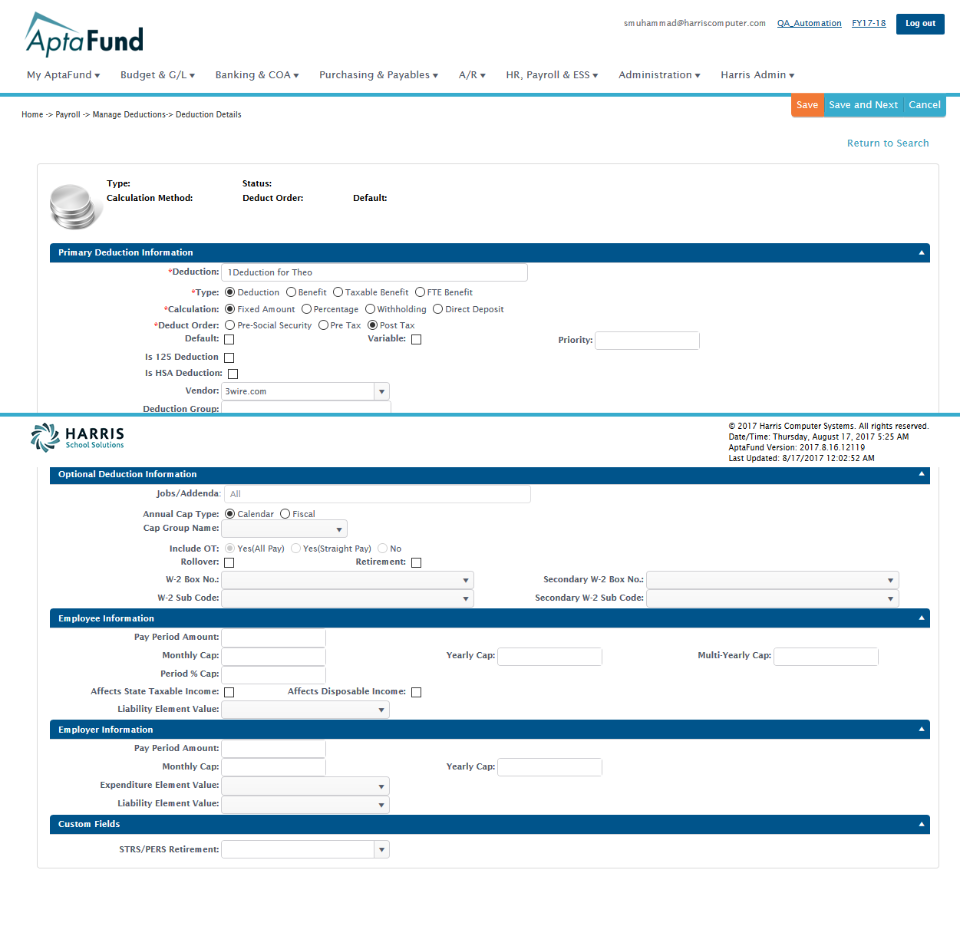 smuhammad@harriscomputer.com QA_Automation FY17-18 Log out
AptaFund
My AptaFund Budget & G/L Banking & COA Purchasing & Payables A/R HR, Payroll & ESS Administration Harris Admin
Save Save and Next Cancel
Home -> Payroll -> Manage Deductions-> Deduction Details
Return to Search
Type: Status:
Calculation Method: Deduct Order: Default:
Primary Deduction Information
*Deduction: 1Deduction for Theo
*Type: Deduction Benefit Taxable Benefit FTE Benefit
*Calculation: Fixed Amount Percentage Withholding Direct Deposit
*Deduct Order: Pre-Social Security Pre Tax Post Tax
Default: Variable: Priority:
Is 125 Deduction
Is HSA Deduction:
Vendor: 3wire.com
Deduction Group:
HARRIS
School Solutions
© 2017 Harris Computer Systems. All rights reserved.
Date/Time: Thursday, August 17, 2017 5:25 AM
AptaFund Version: 2017.8.16.12119
Last Updated: 8/17/2017 12:02:52 AM
Optional Deduction Information
Jobs/Addenda: All
Annual Cap Type: Calendar Fiscal
Cap Group Name:
Include OT: Yes(All Pay) Yes(Straight Pay) No
Rollover: Retirement:
W-2 Box No.: Secondary W-2 Box No.:
W-2 Sub Code: Secondary W-2 Sub Code:
Employee Information
Pay Period Amount:
Monthly Cap: Yearly Cap: Multi-Yearly Cap:
Period % Cap:
Affects State Taxable Income: Affects Disposable Income:
Liability Element Value:
Employer Information
Pay Period Amount:
Monthly Cap: Yearly Cap:
Expenditure Element Value:
Liability Element Value:
Custom Fields
STRS/PERS Retirement: